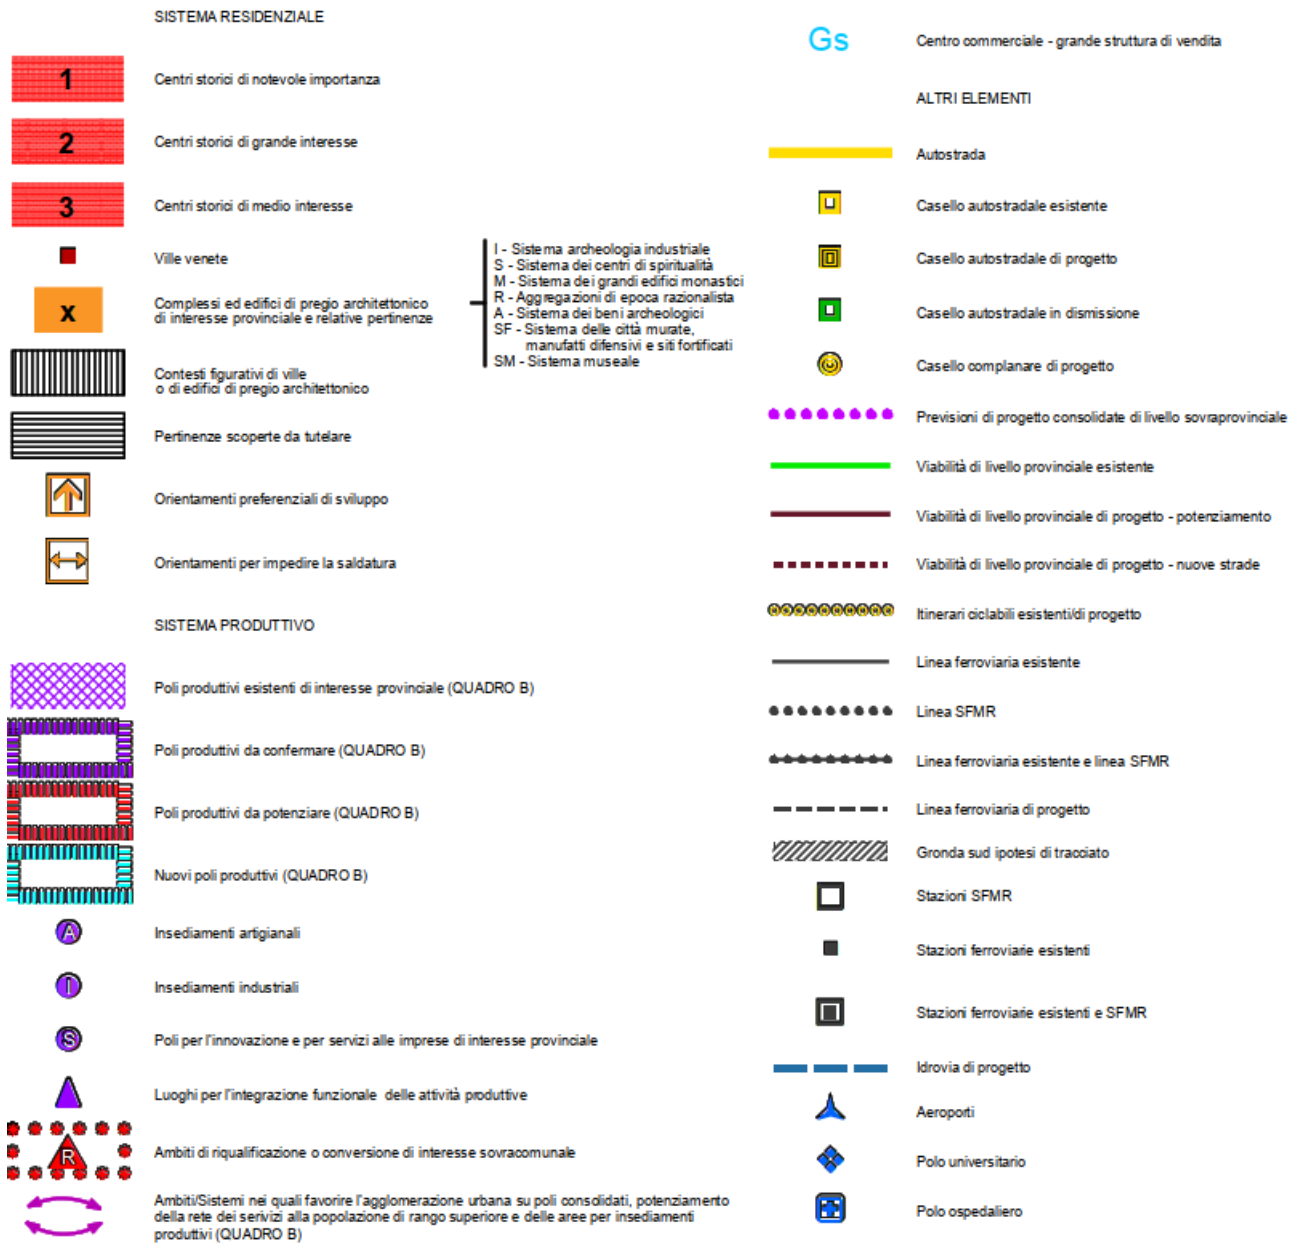 SISTEMA RESIDENZIALE
1
Centri storici di notevole importanza
2
Centri storici di grande interesse
3
Centri storici di medio interesse
Ville venete
x
Complessi ed edifici di pregio architettonico
di interesse provinciale e relative pertinenze
I - Sistema archeologia industriale
S - Sistema dei centri di spiritualità
M - Sistema dei grandi edifici monastici
R - Aggregazioni di epoca razionalista
A - Sistema dei beni archeologici
SF - Sistema delle città murate,
manufatti difensivi e siti fortificati
SM - Sistema museale
Contesti figurativi di ville
o di edifici di pregio architettonico
Pertinenze scoperte da tutelare
Orientamenti preferenziali di sviluppo
Orientamenti per impedire la saldatura
SISTEMA PRODUTTIVO
Poli produttivi esistenti di interesse provinciale (QUADRO B)
Poli produttivi da confermare (QUADRO B)
Poli produttivi da potenziare (QUADRO B)
Nuovi poli produttivi (QUADRO B)
A
Insediamenti artigianali
I
Insediamenti industriali
S
Poli per l'innovazione e per servizi alle imprese di interesse provinciale
Luoghi per l'integrazione funzionale delle attività produttive
R
Ambiti di riqualificazione o conversione di interesse sovracomunale
Ambiti/Sistemi nei quali favorire l'agglomerazione urbana su poli consolidati, potenziamento
della rete dei serivizi alla popolazione di rango superiore e delle aree per insediamenti
produttivi (QUADRO B)
Gs
Centro commerciale - grande struttura di vendita
ALTRI ELEMENTI
Autostrada
Casello autostradale esistente
Casello autostradale di progetto
Casello autostradale in dismissione
Casello complanare di progetto
Previsioni di progetto consolidate di livello sovraprovinciale
Viabilità di livello provinciale esistente
Viabilità di livello provinciale di progetto - potenziamento
Viabilità di livello provinciale di progetto - nuove strade
Itinerari ciclabili esistenti/di progetto
Linea ferroviaria esistente
Linea SFMR
Linea ferroviaria esistente e linea SFMR
Linea ferroviaria di progetto
Gronda sud ipotesi di tracciato
Stazioni SFMR
Stazioni ferroviarie esistenti
Stazioni ferroviarie esistenti e SFMR
Idrovia di progetto
Aeroporti
Polo universitario
Polo ospedaliero